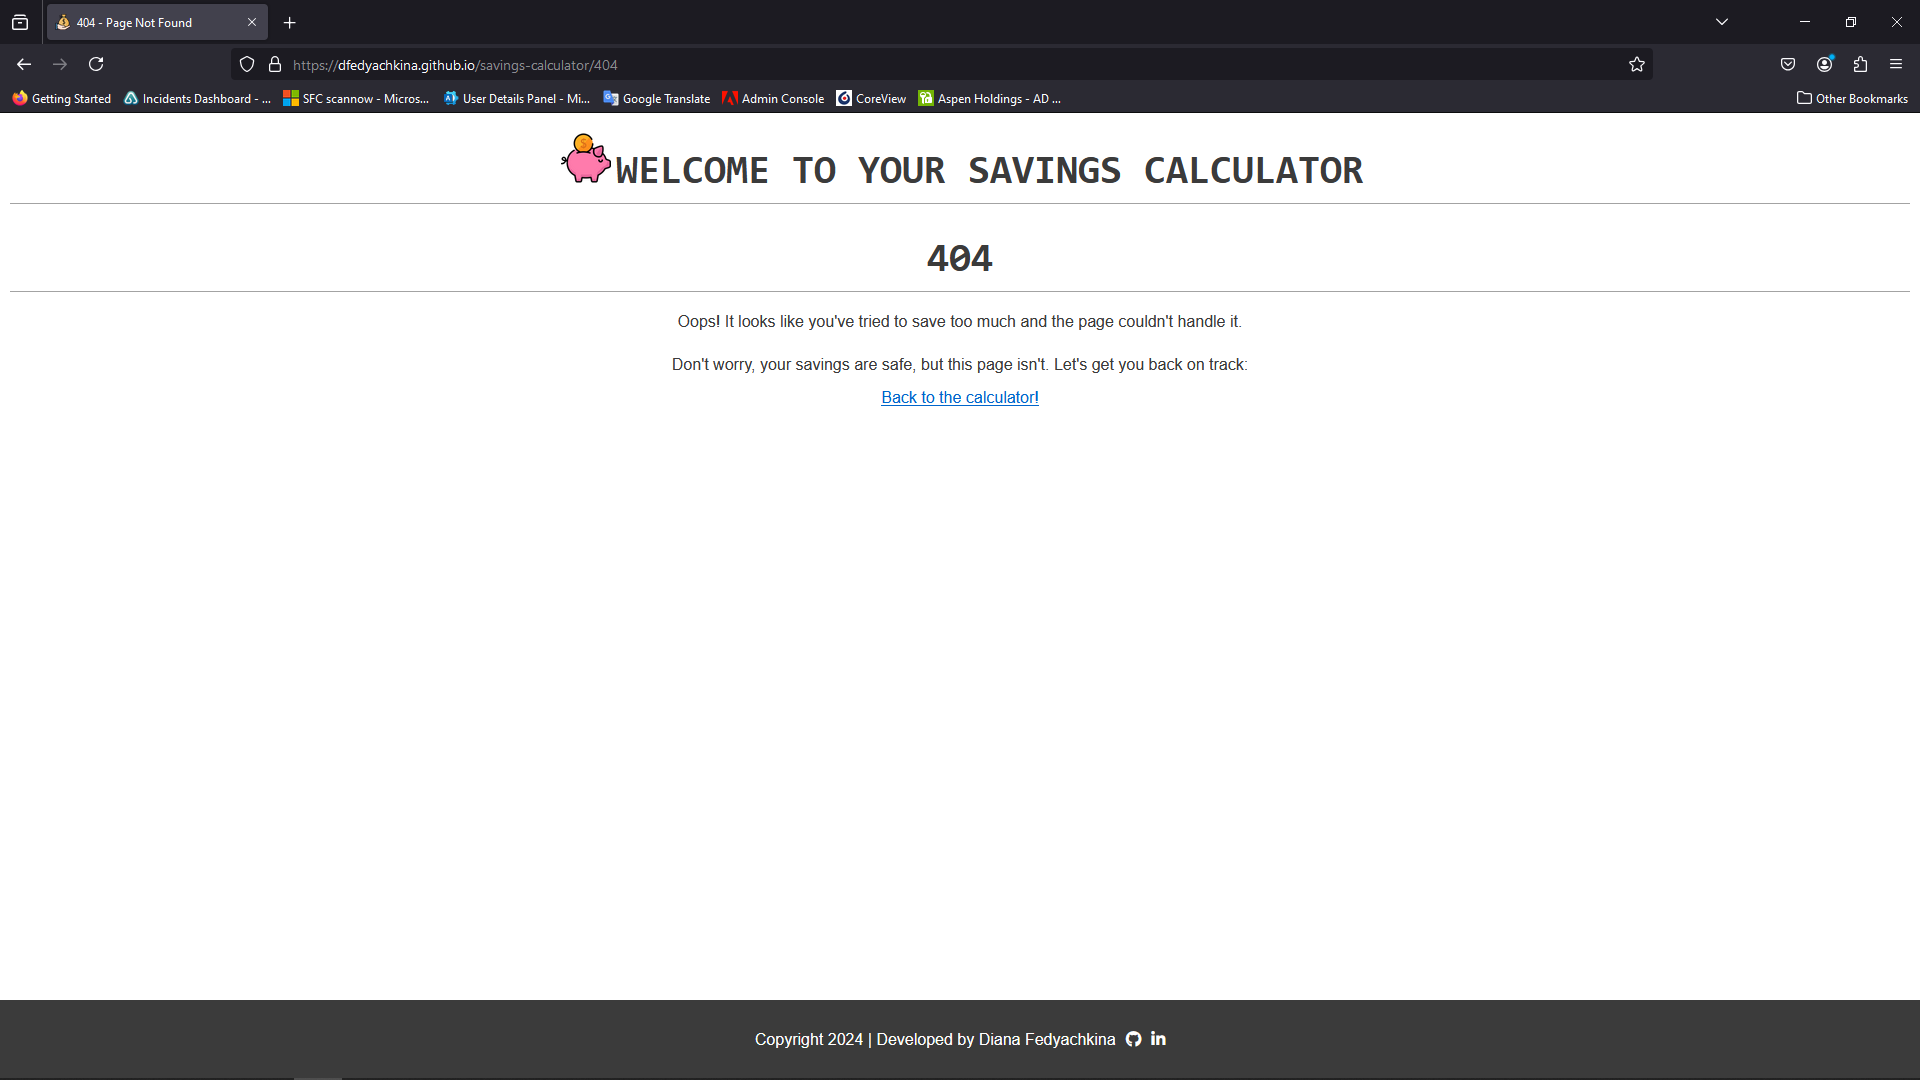 404 - Page Not Found
https://dfedyachkina.github.io/savings-calculator/404
Getting Started Incidents Dashboard - ... SFC scannow - Micros... User Details Panel - Mi... Google Translate Admin Console CoreView Aspen Holdings - AD ... Other Bookmarks
WELCOME TO YOUR SAVINGS CALCULATOR
404
Oops! It looks like you've tried to save too much and the page couldn't handle it.
Don't worry, your savings are safe, but this page isn't. Let's get you back on track:
Back to the calculator!
Copyright 2024 | Developed by Diana Fedyachkina